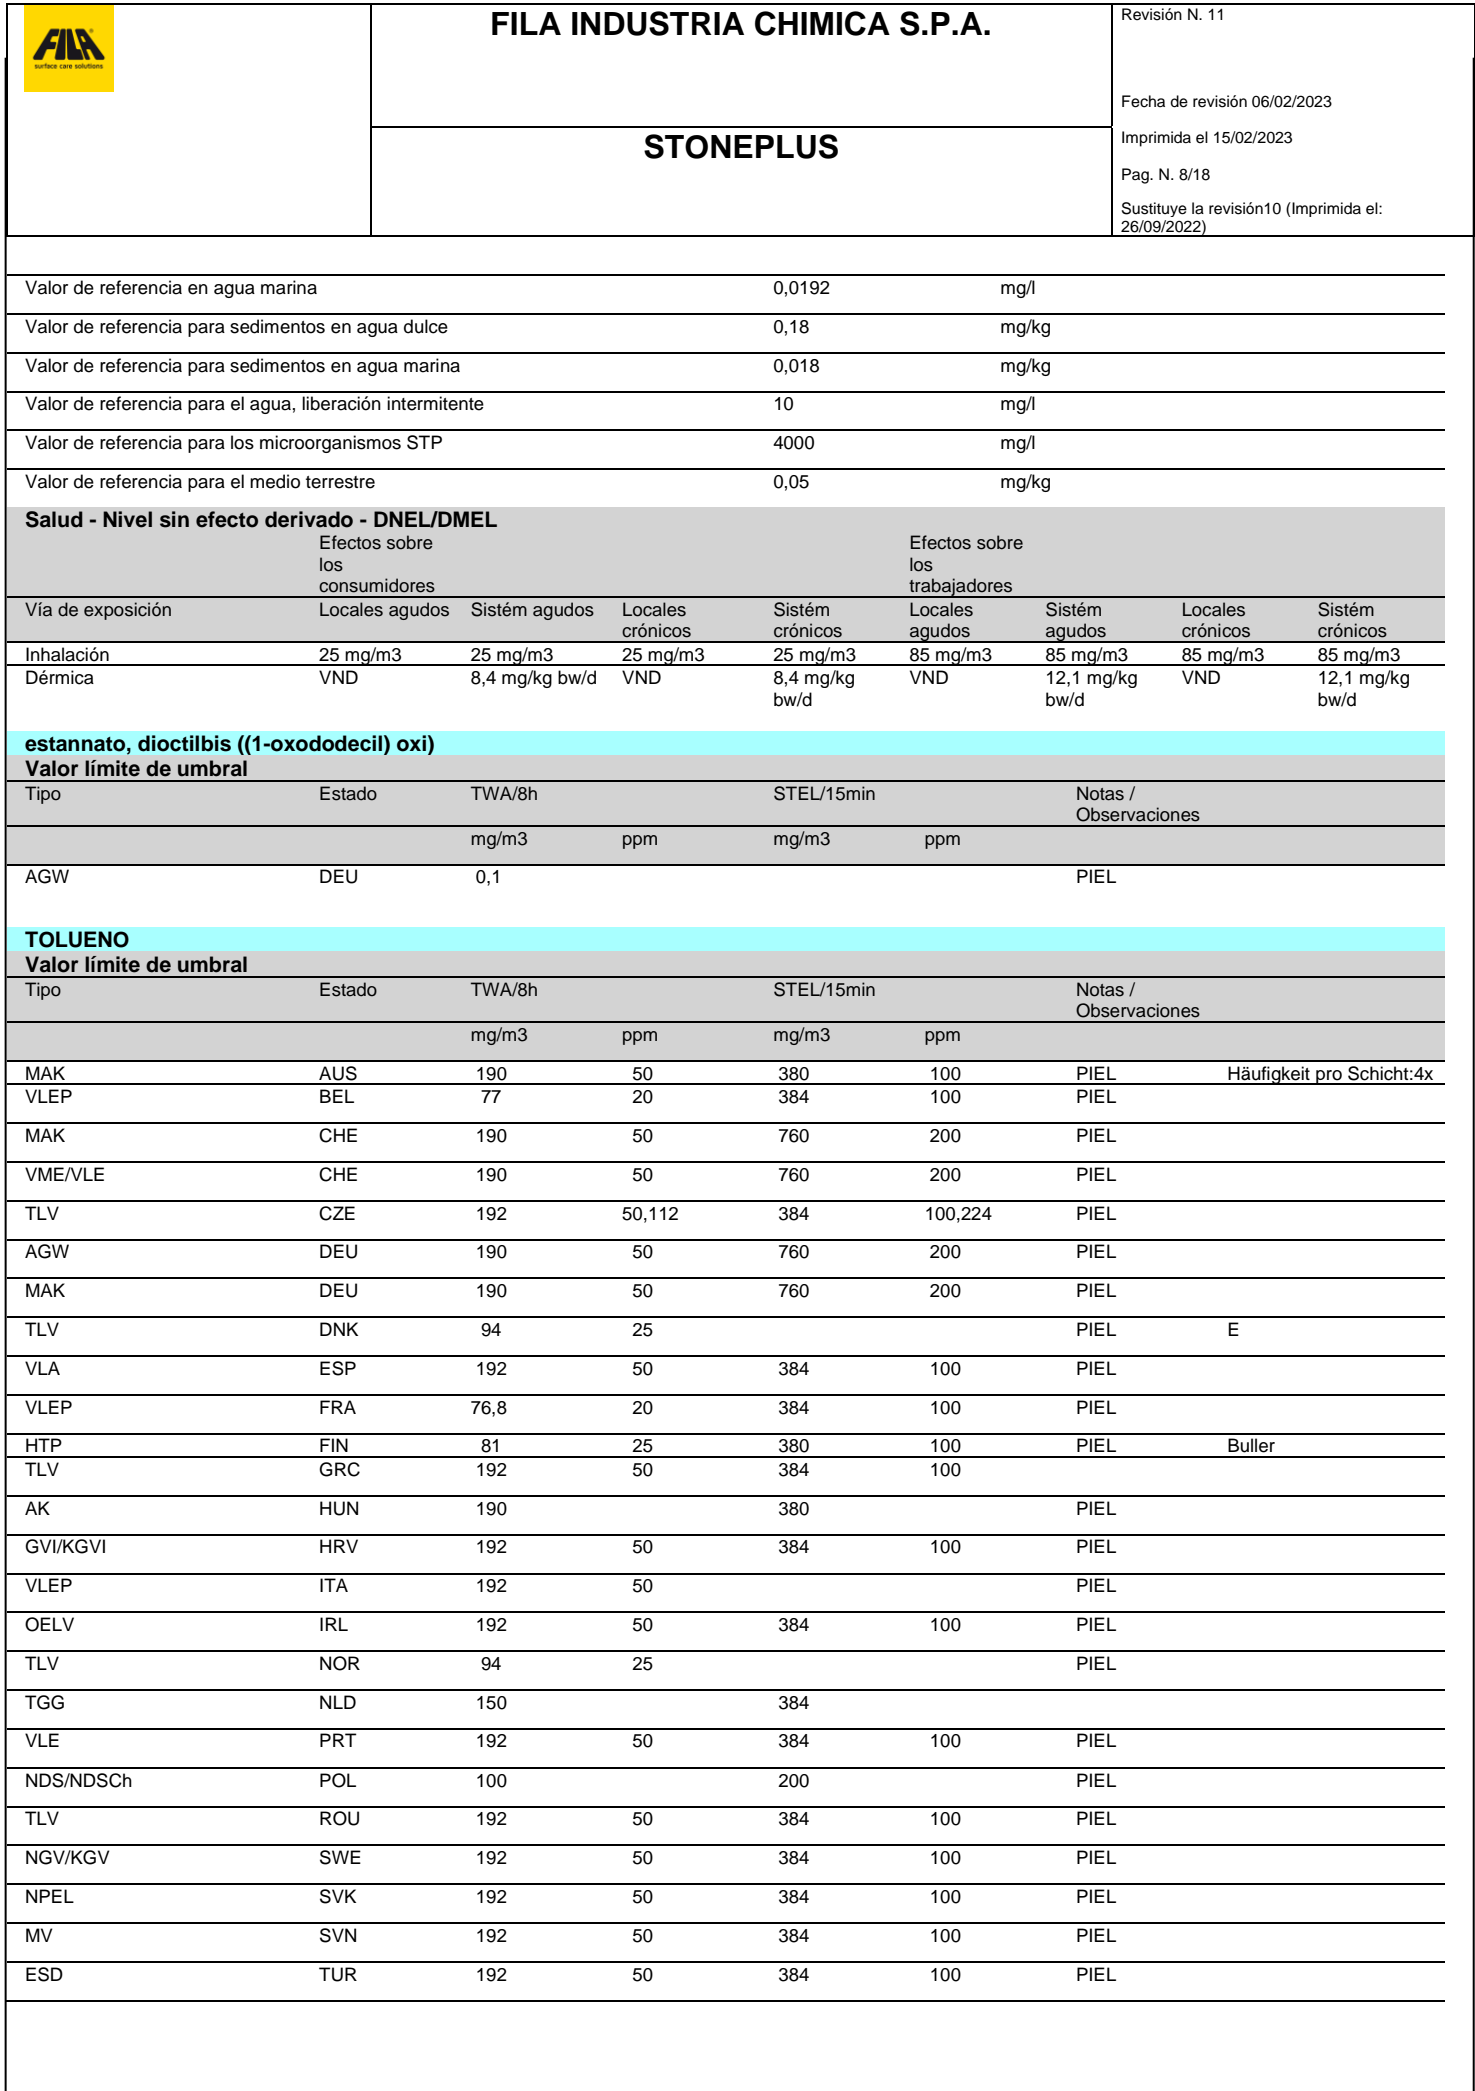 FILA
surface care solutions
FILA INDUSTRIA CHIMICA S.P.A.
STONEPLUS
Revisión N. 11
Fecha de revisión 06/02/2023
Imprimida el 15/02/2023
Pag. N. 8/18
Sustituye la revisión10 (Imprimida el:
26/09/2022)
Valor de referencia en agua marina 0,0192 mg/l
Valor de referencia para sedimentos en agua dulce 0,18 mg/kg
Valor de referencia para sedimentos en agua marina 0,018 mg/kg
Valor de referencia para el agua, liberación intermitente 10 mg/l
Valor de referencia para los microorganismos STP 4000 mg/l
Valor de referencia para el medio terrestre 0,05 mg/kg
Salud - Nivel sin efecto derivado - DNEL/DMEL
Efectos sobre Efectos sobre
los los
consumidores trabajadores
Vía de exposición Locales agudos Sistém agudos Locales Sistém Locales Sistém Locales Sistém
crónicos crónicos agudos agudos crónicos crónicos
Inhalación 25 mg/m3 25 mg/m3 25 mg/m3 25 mg/m3 85 mg/m3 85 mg/m3 85 mg/m3 85 mg/m3
Dérmica VND 8,4 mg/kg bw/d VND 8,4 mg/kg VND 12,1 mg/kg VND 12,1 mg/kg
bw/d bw/d bw/d
estannato, dioctilbis ((1-oxododecil) oxi)
Valor límite de umbral
Tipo Estado TWA/8h STEL/15min Notas /
Observaciones
mg/m3 ppm mg/m3 ppm
AGW DEU 0,1 PIEL
TOLUENO
Valor límite de umbral
Tipo Estado TWA/8h STEL/15min Notas /
Observaciones
mg/m3 ppm mg/m3 ppm
MAK AUS 190 50 380 100 PIEL Häufigkeit pro Schicht:4x
VLEP BEL 77 20 384 100 PIEL
MAK CHE 190 50 760 200 PIEL
VME/VLE CHE 190 50 760 200 PIEL
TLV CZE 192 50,112 384 100,224 PIEL
AGW DEU 190 50 760 200 PIEL
MAK DEU 190 50 760 200 PIEL
TLV DNK 94 25 PIEL E
VLA ESP 192 50 384 100 PIEL
VLEP FRA 76,8 20 384 100 PIEL
HTP FIN 81 25 380 100 PIEL Buller
TLV GRC 192 50 384 100
AK HUN 190 380 PIEL
GVI/KGVI HRV 192 50 384 100 PIEL
VLEP ITA 192 50 PIEL
OELV IRL 192 50 384 100 PIEL
TLV NOR 94 25 PIEL
TGG NLD 150 384
VLE PRT 192 50 384 100 PIEL
NDS/NDSCh POL 100 200 PIEL
TLV ROU 192 50 384 100 PIEL
NGV/KGV SWE 192 50 384 100 PIEL
NPEL SVK 192 50 384 100 PIEL
MV SVN 192 50 384 100 PIEL
ESD TUR 192 50 384 100 PIEL